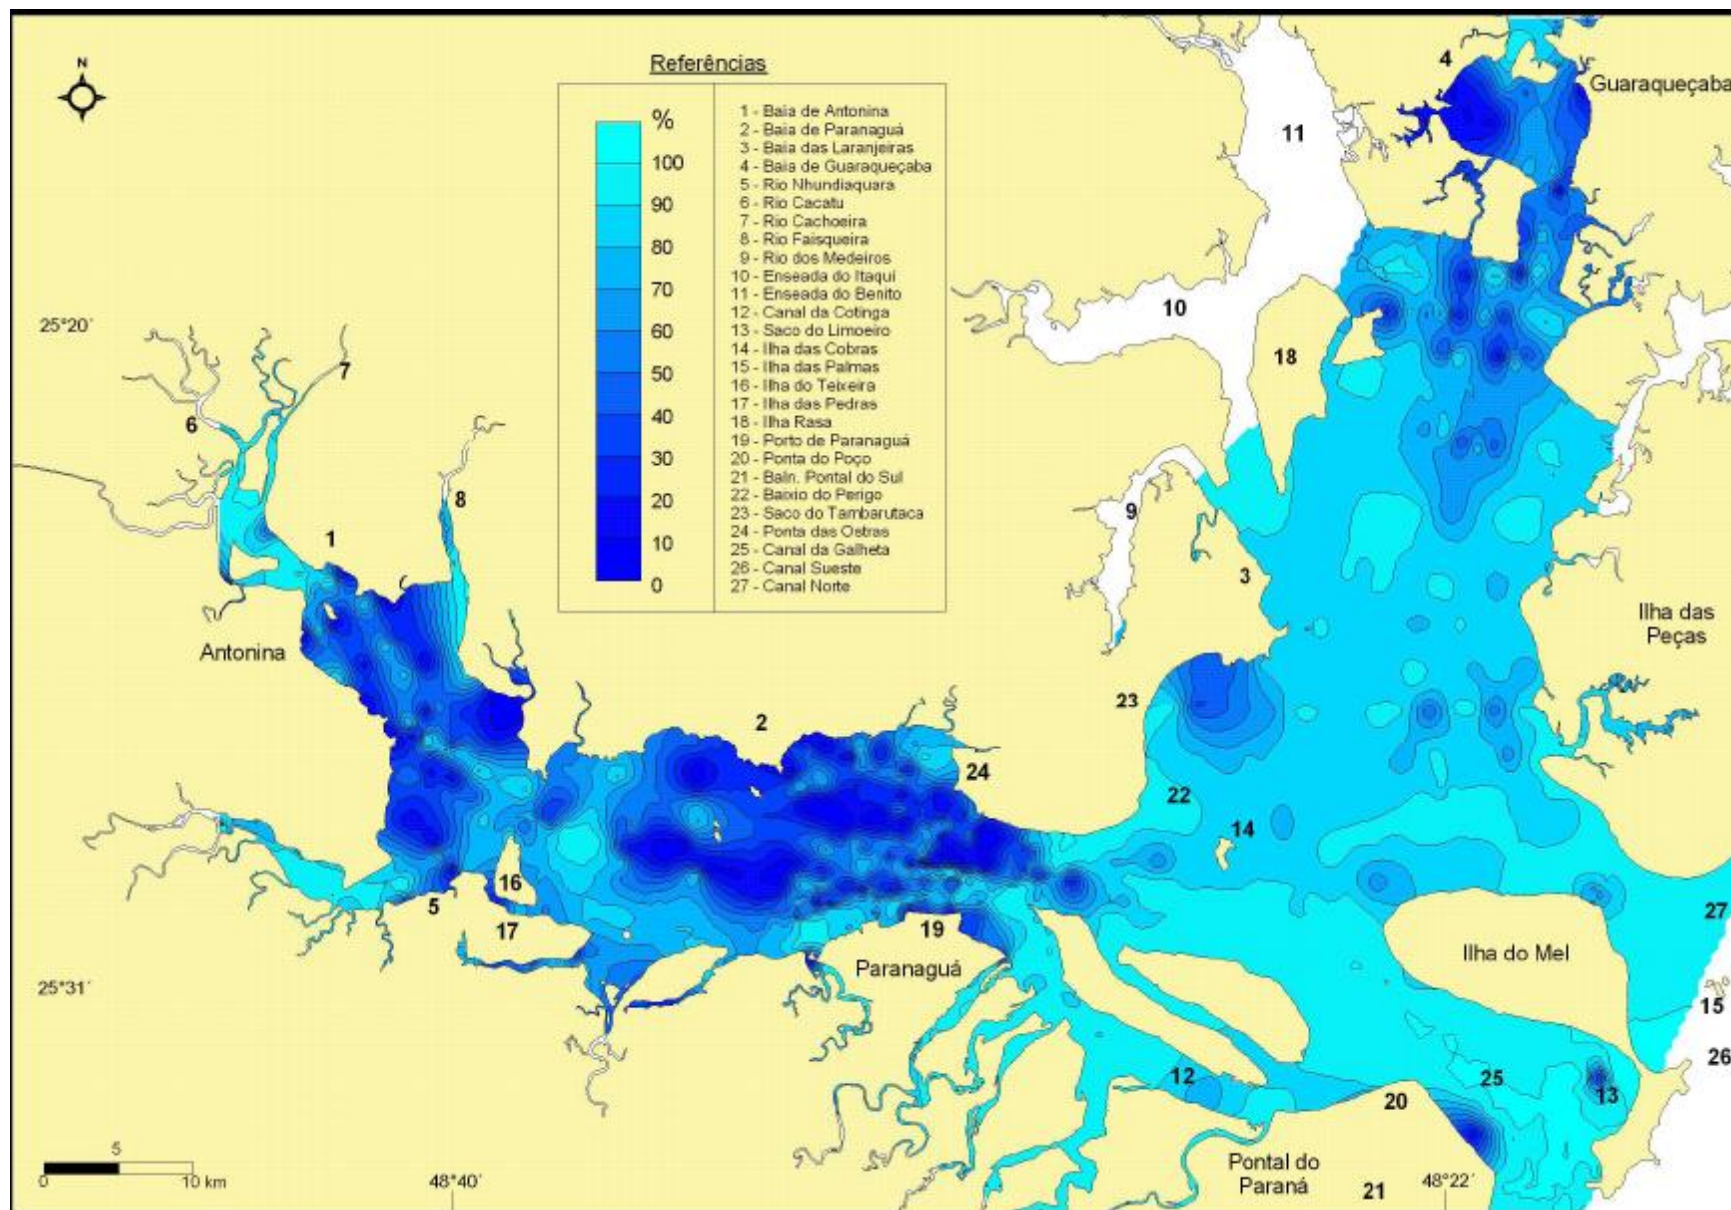 N
Referências
%
100
90
80
70
60
50
40
30
20
10
0
1 - Baia de Antonina
2 - Baia de Paranaguá
3 - Baia das Laranjeiras
4 - Baia de Guaraqueçaba
5 - Rio Nhundiaquara
6 - Rio Cacatu
7 - Rio Cachoeira
8 - Rio Faisqueira
9 - Rio dos Medeiros
10 - Enseada do Itaqui
11 - Enseada do Benito
12 - Canal da Cotinga
13 - Saco do Limoeiro
14 - Ilha das Cobras
15 - Ilha das Palmas
16 - Ilha do Teixeira
17 - Ilha das Pedras
18 - Ilha Rasa
19 - Porto de Paranaguá
20 - Ponta do Poço
21 - Baln. Pontal do Sul
22 - Baixio do Perigo
23 - Saco do Tambarutaca
24 - Ponta das Ostras
25 - Canal da Galheta
26 - Canal Sueste
27 - Canal Norte
4
Guaraqueçaba
11
10
25°20´
18
7
6
8
9
1
3
Ilha das
Peças
Antonina
23
2
24
22
14
16
5
17
19
27
Paranaguá
Ilha do Mel
25°31´
15
26
12
25
13
20
5
0
10 km
48°40´
Pontal do
Paraná
48°22´
21